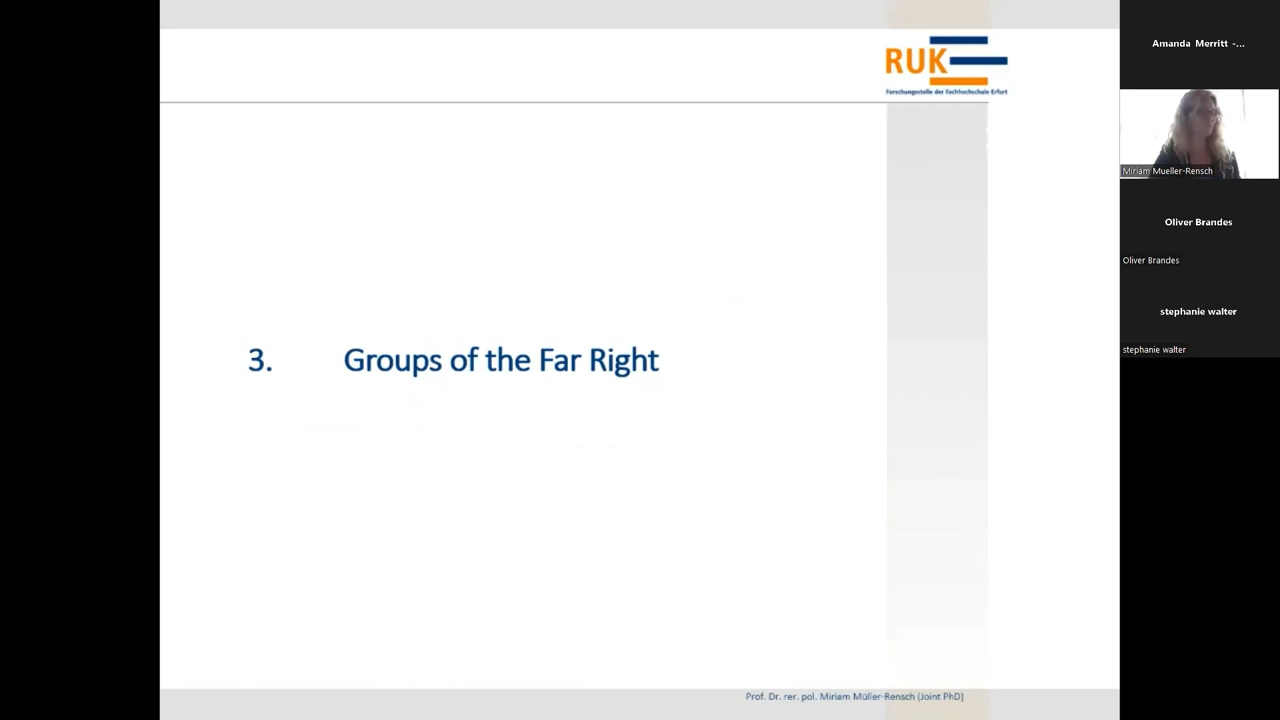 RUK
Forschungsstelle der Fachhochschule Erfurt
3. Groups of the Far Right
Prof. Dr. rer. pol. Miriam Müller-Rensch (Joint PhD)
Amanda Merritt -...
Miriam Mueller-Rensch
Oliver Brandes
Oliver Brandes
stephanie walter
stephanie walter